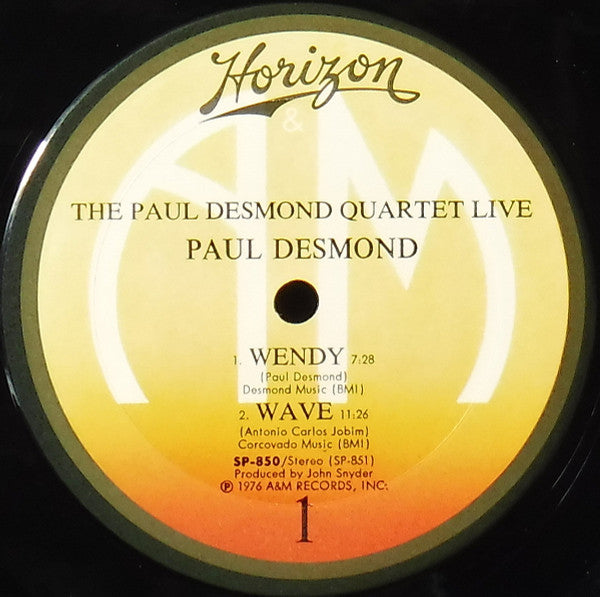 Horizon
A&M
THE PAUL DESMOND QUARTET LIVE
PAUL DESMOND
1. WENDY 7:28
(Paul Desmond)
Desmond Music (BMI)
2. WAVE 11:26
(Antonio Carlos Jobim)
Corcovado Music (BMI)
SP-850/Stereo (SP-851)
Produced by John Snyder
℗ 1976 A&M RECORDS, INC.
1